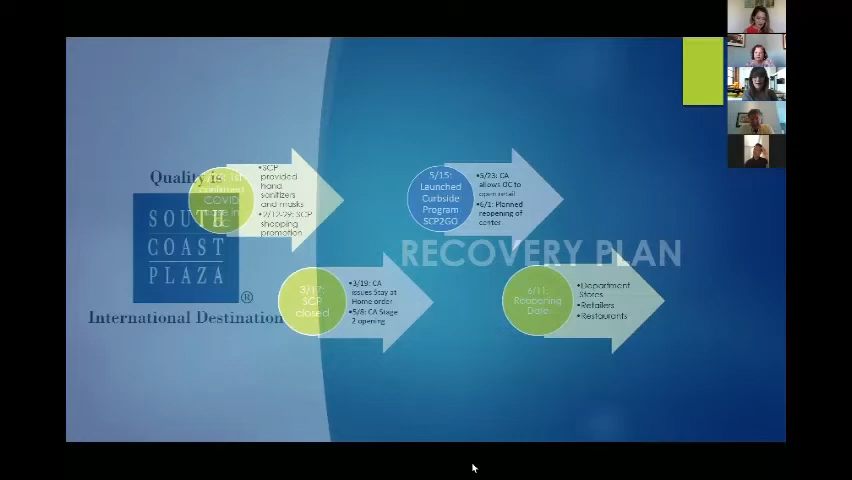 Quality is
SOUTH
COAST
PLAZA
®
International Destination
RECOVERY PLAN
COVID
•SCP
provided
hand
sanitizers
and masks
•2/12-29: SCP
shopping
promotion
3/17:
SCP
closed
•3/19: CA
issues Stay at
Home order
•5/8: CA Stage
2 opening
5/15:
Launched
Curbside
Program
SCP2GO
•5/23: CA
allows OC to
open retail
•6/1: Planned
reopening of
center
6/11:
Reopening
Date
•Department
Stores
•Retailers
•Restaurants